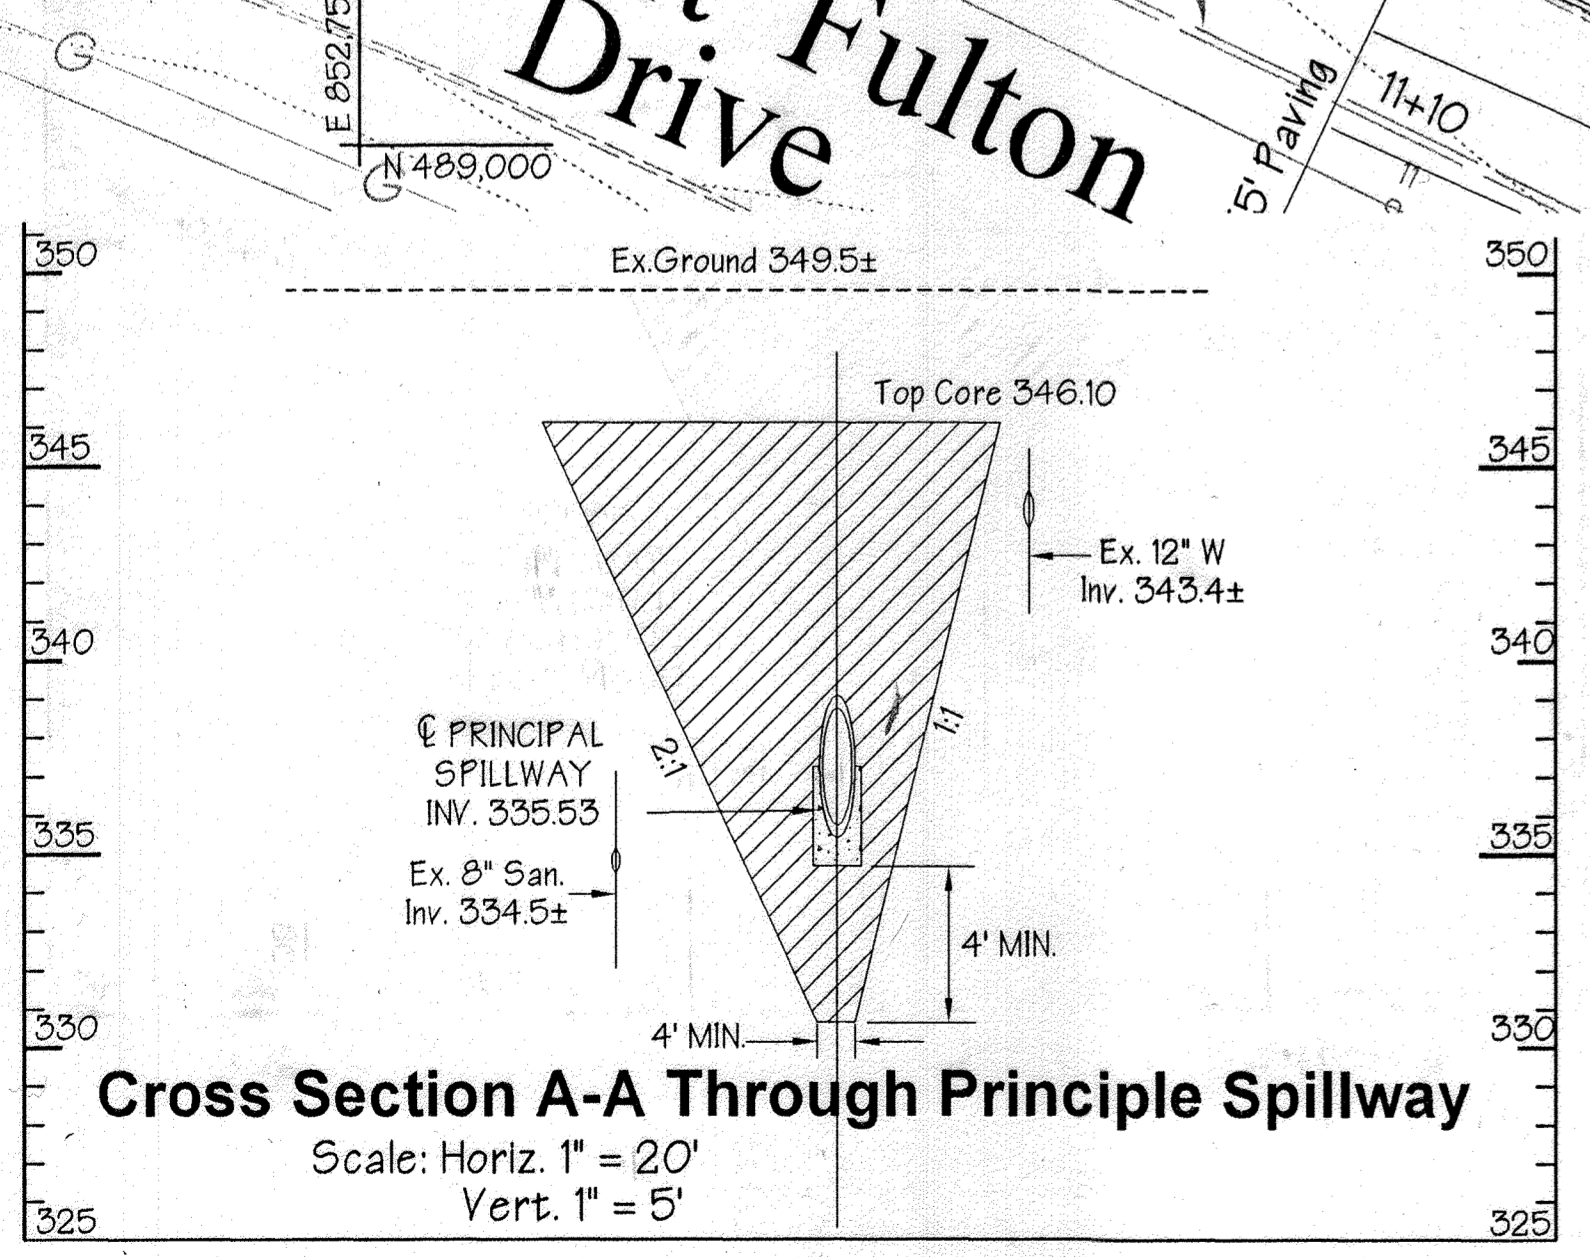 Fulton
Drive
E 852,75
N 489,000
G
G
5' Paving
11+10
11
350
350
Ex.Ground 349.5±
Top Core 346.10
345
345
Ex. 12" W
Inv. 343.4±
340
340
1:1
2:1
℄ PRINCIPAL
SPILLWAY
INV. 335.53
335
335
Ex. 8" San.
Inv. 334.5±
4' MIN.
330
330
4' MIN.
Cross Section A-A Through Principle Spillway
Scale: Horiz. 1" = 20'
Vert. 1" = 5'
325
325